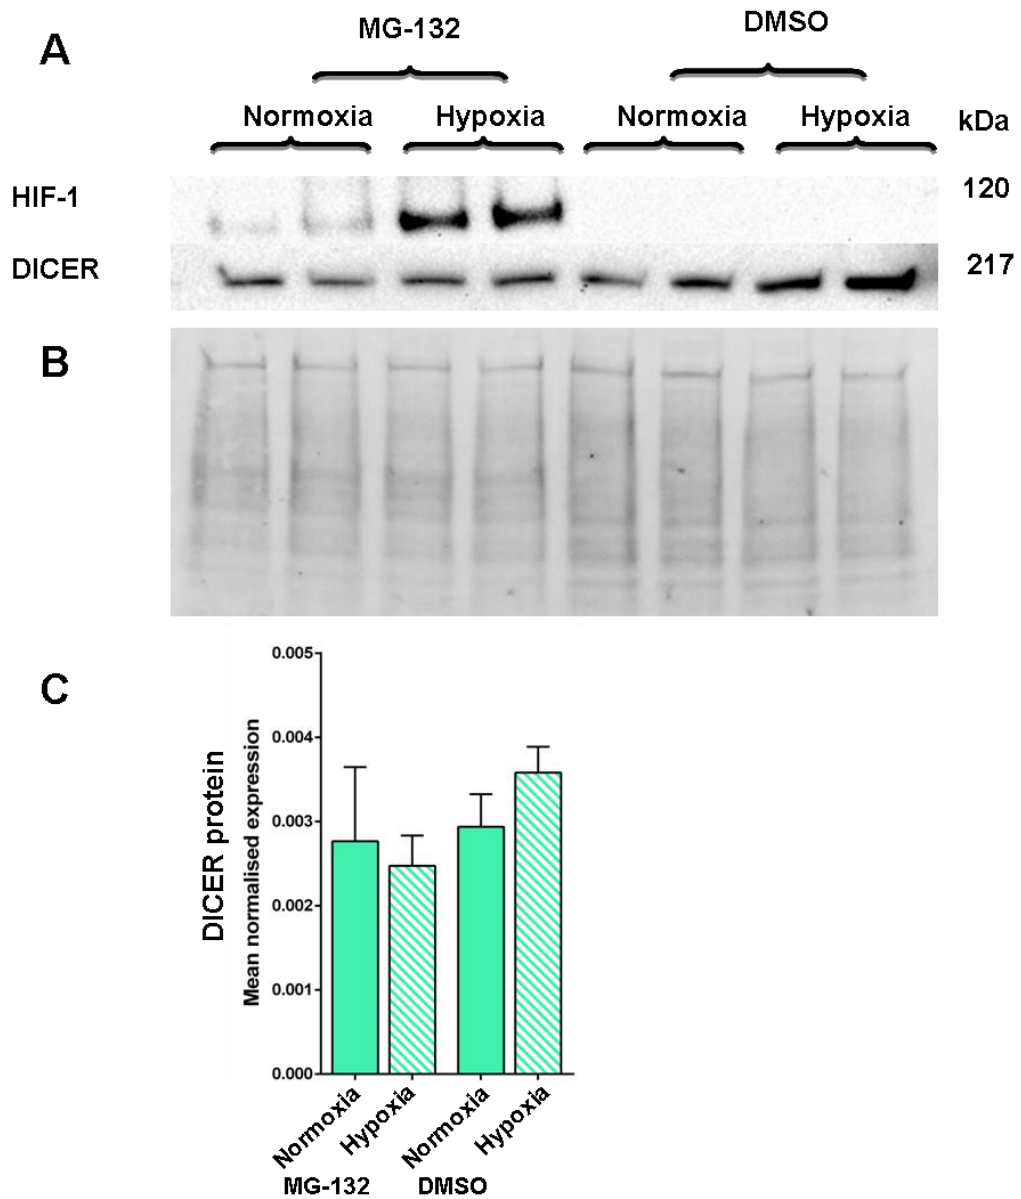 A
MG-132
DMSO
Normoxia
Hypoxia
Normoxia
Hypoxia
kDa
HIF-1
120
DICER
217
B
C
DICER protein
Mean normalised expression
0.005
0.004
0.003
0.002
0.001
0.000
Normoxia
Hypoxia
Normoxia
Hypoxia
MG-132
DMSO